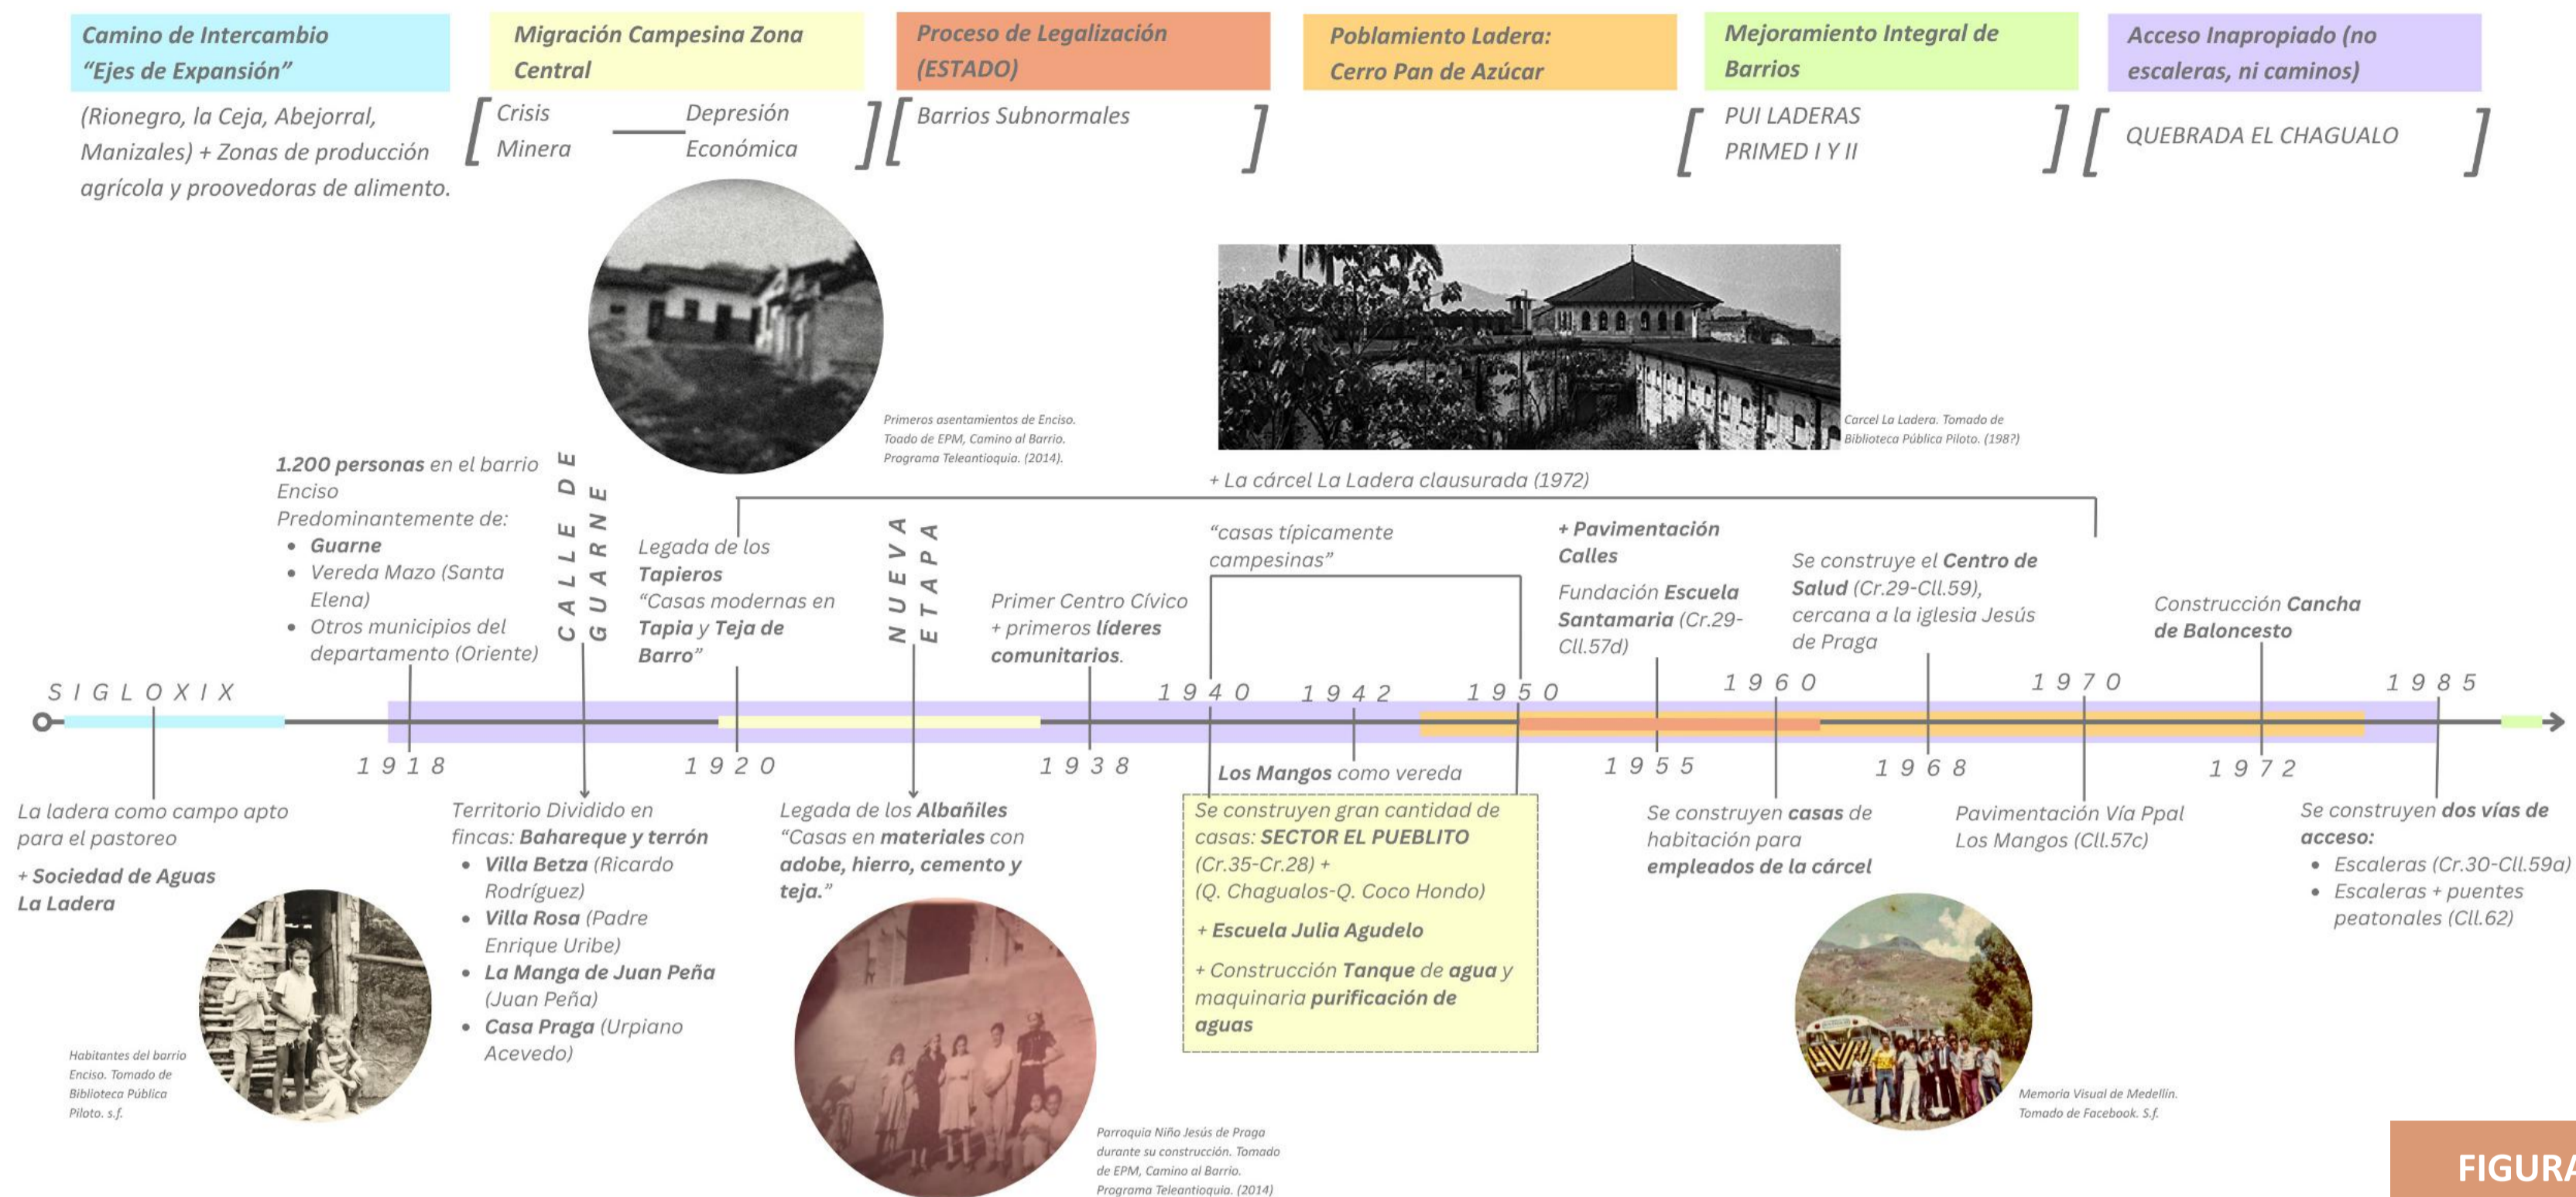 Camino de Intercambio
“Ejes de Expansión”
(Rionegro, la Ceja, Abejorral,
Manizales) + Zonas de producción
agrícola y proovedoras de alimento.
Migración Campesina Zona
Central
Crisis
Minera
Depresión
Económica
Proceso de Legalización
(ESTADO)
Barrios Subnormales
Poblamiento Ladera:
Cerro Pan de Azúcar
Mejoramiento Integral de
Barrios
PUI LADERAS
PRIMED I Y II
Acceso Inapropiado (no
escaleras, ni caminos)
QUEBRADA EL CHAGUALO
Primeros asentamientos de Enciso.
Toado de EPM, Camino al Barrio.
Programa Teleantioquia. (2014).
Carcel La Ladera. Tomado de
Biblioteca Pública Piloto. (198?)
+ La cárcel La Ladera clausurada (1972)
1.200 personas en el barrio
Enciso
Predominantemente de:
• Guarne
• Vereda Mazo (Santa
Elena)
• Otros municipios del
departamento (Oriente)
CALLE DE
GUARNE
Legada de los
Tapieros
“Casas modernas en
Tapia y Teja de
Barro”
NUEVA
ETAPA
Primer Centro Cívico
+ primeros líderes
comunitarios.
“casas típicamente
campesinas”
+ Pavimentación
Calles
Fundación Escuela
Santamaria (Cr.29-
Cll.57d)
Se construye el Centro de
Salud (Cr.29-Cll.59),
cercana a la iglesia Jesús
de Praga
Construcción Cancha
de Baloncesto
SIGLOXIX
1918
1920
1938
1940
1942
1950
1955
1960
1968
1970
1972
1985
La ladera como campo apto
para el pastoreo
+ Sociedad de Aguas
La Ladera
Habitantes del barrio
Enciso. Tomado de
Biblioteca Pública
Piloto. s.f.
Territorio Dividido en
fincas: Bahareque y terrón
• Villa Betza (Ricardo
Rodríguez)
• Villa Rosa (Padre
Enrique Uribe)
• La Manga de Juan Peña
(Juan Peña)
• Casa Praga (Urpiano
Acevedo)
Legada de los Albañiles
“Casas en materiales con
adobe, hierro, cemento y
teja.”
Parroquia Niño Jesús de Praga
durante su construcción. Tomado
de EPM, Camino al Barrio.
Programa Teleantioquia. (2014)
Los Mangos como vereda
Se construyen gran cantidad de
casas: SECTOR EL PUEBLITO
(Cr.35-Cr.28) +
(Q. Chagualos-Q. Coco Hondo)
+ Escuela Julia Agudelo
+ Construcción Tanque de agua y
maquinaria purificación de
aguas
Se construyen casas de
habitación para
empleados de la cárcel
Memoria Visual de Medellín.
Tomado de Facebook. S.f.
Pavimentación Vía Ppal
Los Mangos (Cll.57c)
Se construyen dos vías de
acceso:
• Escaleras (Cr.30-Cll.59a)
• Escaleras + puentes
peatonales (Cll.62)
FIGURA